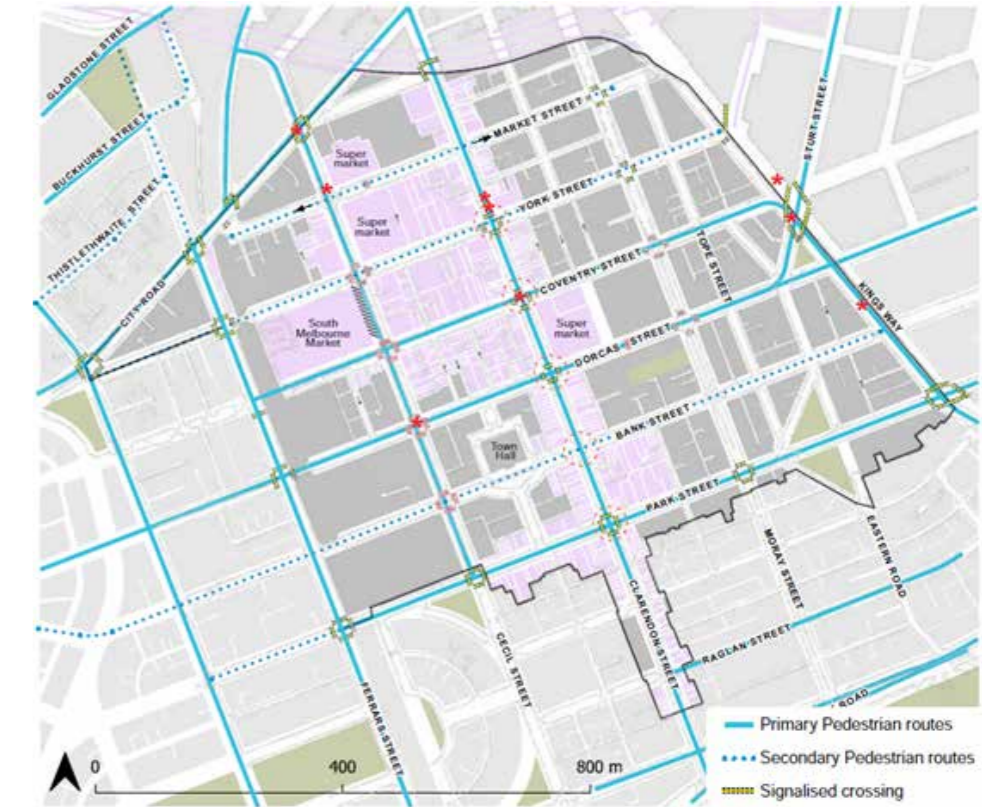 GLADSTONE STREET
BUCKHURST STREET
THISTLETHWAITE STREET
CITY ROAD
Super
market
MARKET STREET
STURT STREET
Super
market
YORK STREET
COVENTRY STREET
TOPE STREET
KINGS WAY
South
Melbourne
Market
Super
market
DORCAS STREET
Town
Hall
BANK STREET
PARK STREET
MORAY STREET
EASTERN ROAD
CLARENDON STREET
CECIL STREET
RAGLAN STREET
FERRARS STREET
ROAD
0 400 800 m
Primary Pedestrian routes
Secondary Pedestrian routes
Signalised crossing